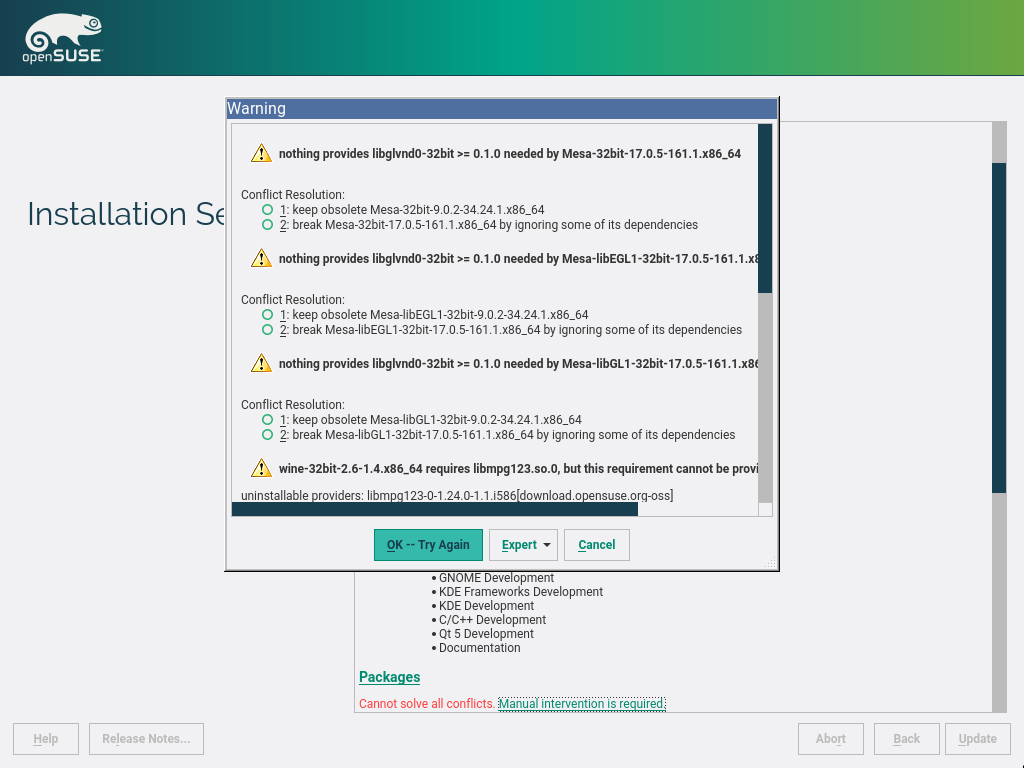 openSUSE
Warning
nothing provides libglvnd0-32bit >= 0.1.0 needed by Mesa-32bit-17.0.5-161.1.x86_64
Conflict Resolution:
1: keep obsolete Mesa-32bit-9.0.2-34.24.1.x86_64
2: break Mesa-32bit-17.0.5-161.1.x86_64 by ignoring some of its dependencies
Installation Se
nothing provides libglvnd0-32bit >= 0.1.0 needed by Mesa-libEGL1-32bit-17.0.5-161.1.x8
Conflict Resolution:
1: keep obsolete Mesa-libEGL1-32bit-9.0.2-34.24.1.x86_64
2: break Mesa-libEGL1-32bit-17.0.5-161.1.x86_64 by ignoring some of its dependencies
nothing provides libglvnd0-32bit >= 0.1.0 needed by Mesa-libGL1-32bit-17.0.5-161.1.x86
Conflict Resolution:
1: keep obsolete Mesa-libGL1-32bit-9.0.2-34.24.1.x86_64
2: break Mesa-libGL1-32bit-17.0.5-161.1.x86_64 by ignoring some of its dependencies
wine-32bit-2.6-1.4.x86_64 requires libmpg123.so.0, but this requirement cannot be provi
uninstallable providers: libmpg123-0-1.24.0-1.1.i586[download.opensuse.org-oss]
OK -- Try Again Expert Cancel
• GNOME Development
• KDE Frameworks Development
• KDE Development
• C/C++ Development
• Qt 5 Development
• Documentation
Packages
Cannot solve all conflicts. Manual intervention is required.
Help Release Notes... Abort Back Update